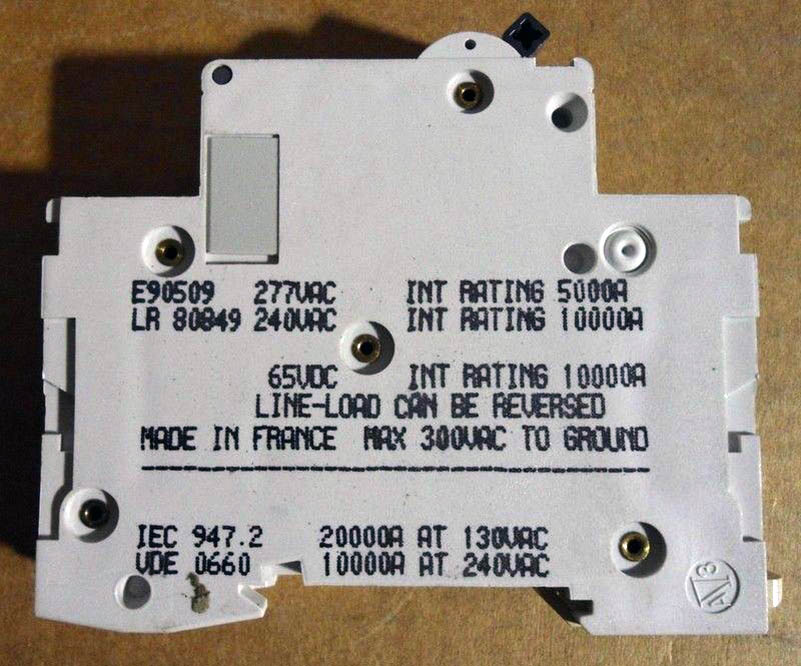 E90509 277VAC INT RATING 5000A
LR 80849 240VAC INT RATING 10000A
65VDC INT RATING 10000A
LINE-LOAD CAN BE REVERSED
MADE IN FRANCE MAX 300VAC TO GROUND
IEC 947.2 20000A AT 130VAC
VDE 0660 10000A AT 240VAC